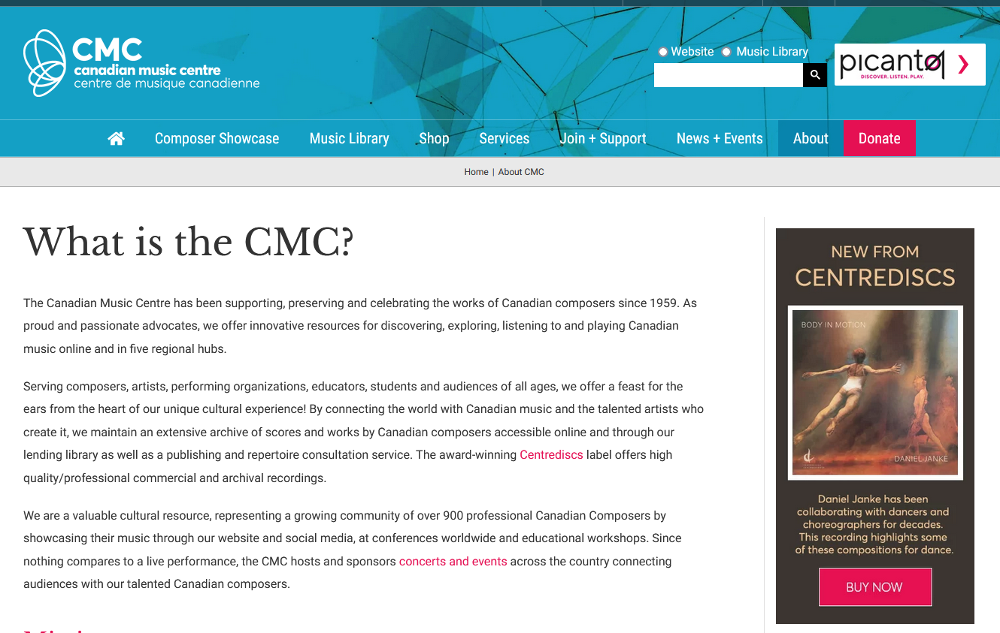 CMC
canadian music centre
centre de musique canadienne
Website Music Library
picanto
DISCOVER. LISTEN. PLAY.
Composer Showcase Music Library Shop Services Join + Support News + Events About Donate
Home | About CMC
What is the CMC?
The Canadian Music Centre has been supporting, preserving and celebrating the works of Canadian composers since 1959. As
proud and passionate advocates, we offer innovative resources for discovering, exploring, listening to and playing Canadian
music online and in five regional hubs.
Serving composers, artists, performing organizations, educators, students and audiences of all ages, we offer a feast for the
ears from the heart of our unique cultural experience! By connecting the world with Canadian music and the talented artists who
create it, we maintain an extensive archive of scores and works by Canadian composers accessible online and through our
lending library as well as a publishing and repertoire consultation service. The award-winning Centrediscs label offers high
quality/professional commercial and archival recordings.
We are a valuable cultural resource, representing a growing community of over 900 professional Canadian Composers by
showcasing their music through our website and social media, at conferences worldwide and educational workshops. Since
nothing compares to a live performance, the CMC hosts and sponsors concerts and events across the country connecting
audiences with our talented Canadian composers.
NEW FROM
CENTREDISCS
BODY IN MOTION
DANIEL JANKE
Daniel Janke has been
collaborating with dancers and
choreographers for decades.
This recording highlights some
of these compositions for dance.
BUY NOW